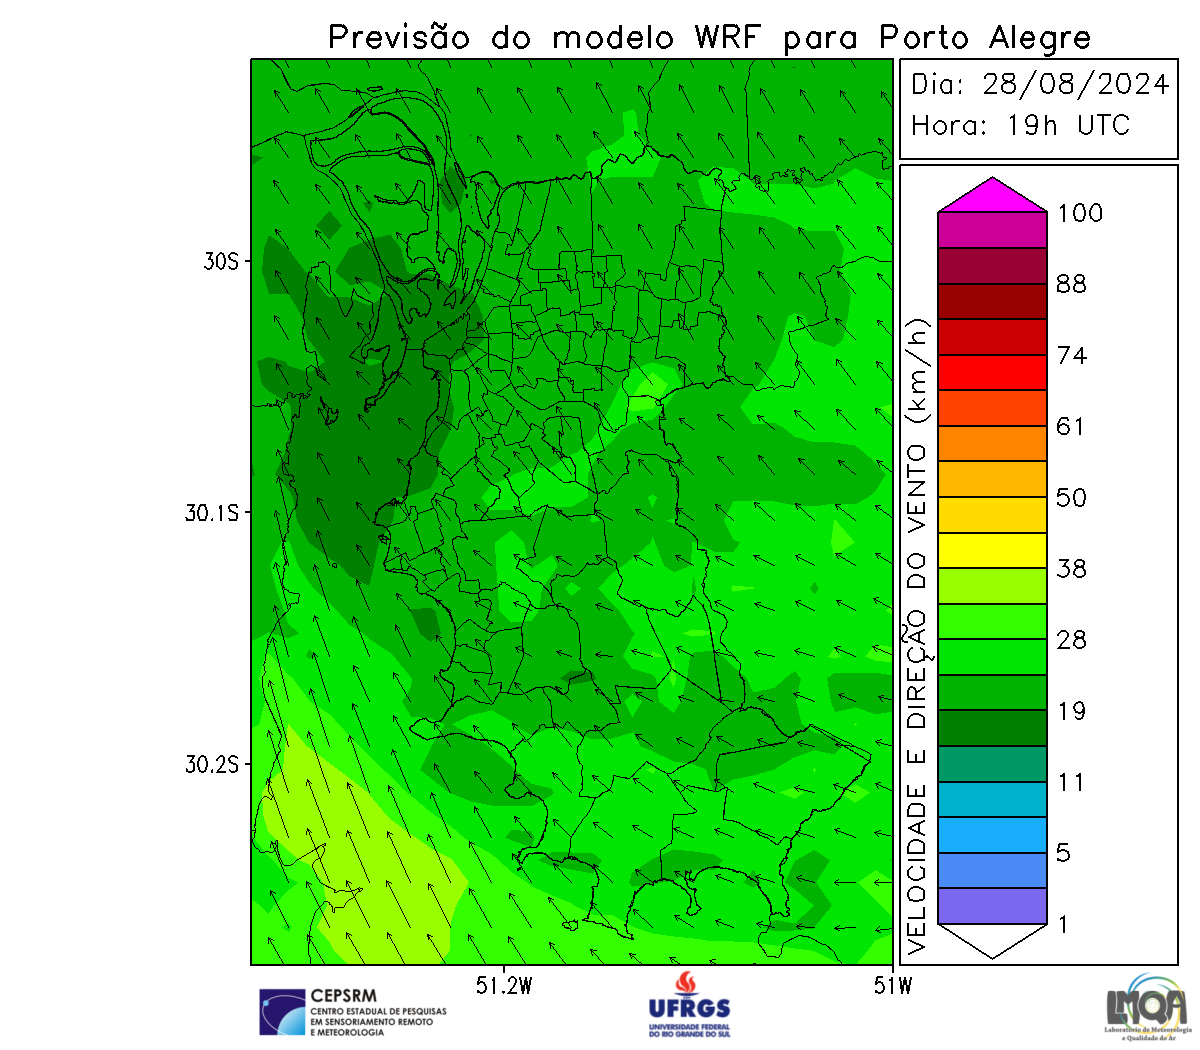 Previsão do modelo WRF para Porto Alegre
Dia: 28/08/2024
Hora: 19h UTC
VELOCIDADE E DIREÇÃO DO VENTO (km/h)
100
88
74
61
50
38
28
19
11
5
1
30S
30.1S
30.2S
51.2W
51W
CEPSRM
CENTRO ESTADUAL DE PESQUISAS
EM SENSORIAMENTO REMOTO
E METEOROLOGIA
UFRGS
UNIVERSIDADE FEDERAL
DO RIO GRANDE DO SUL
LMQA
Laboratório de Meteorologia
e Qualidade do Ar